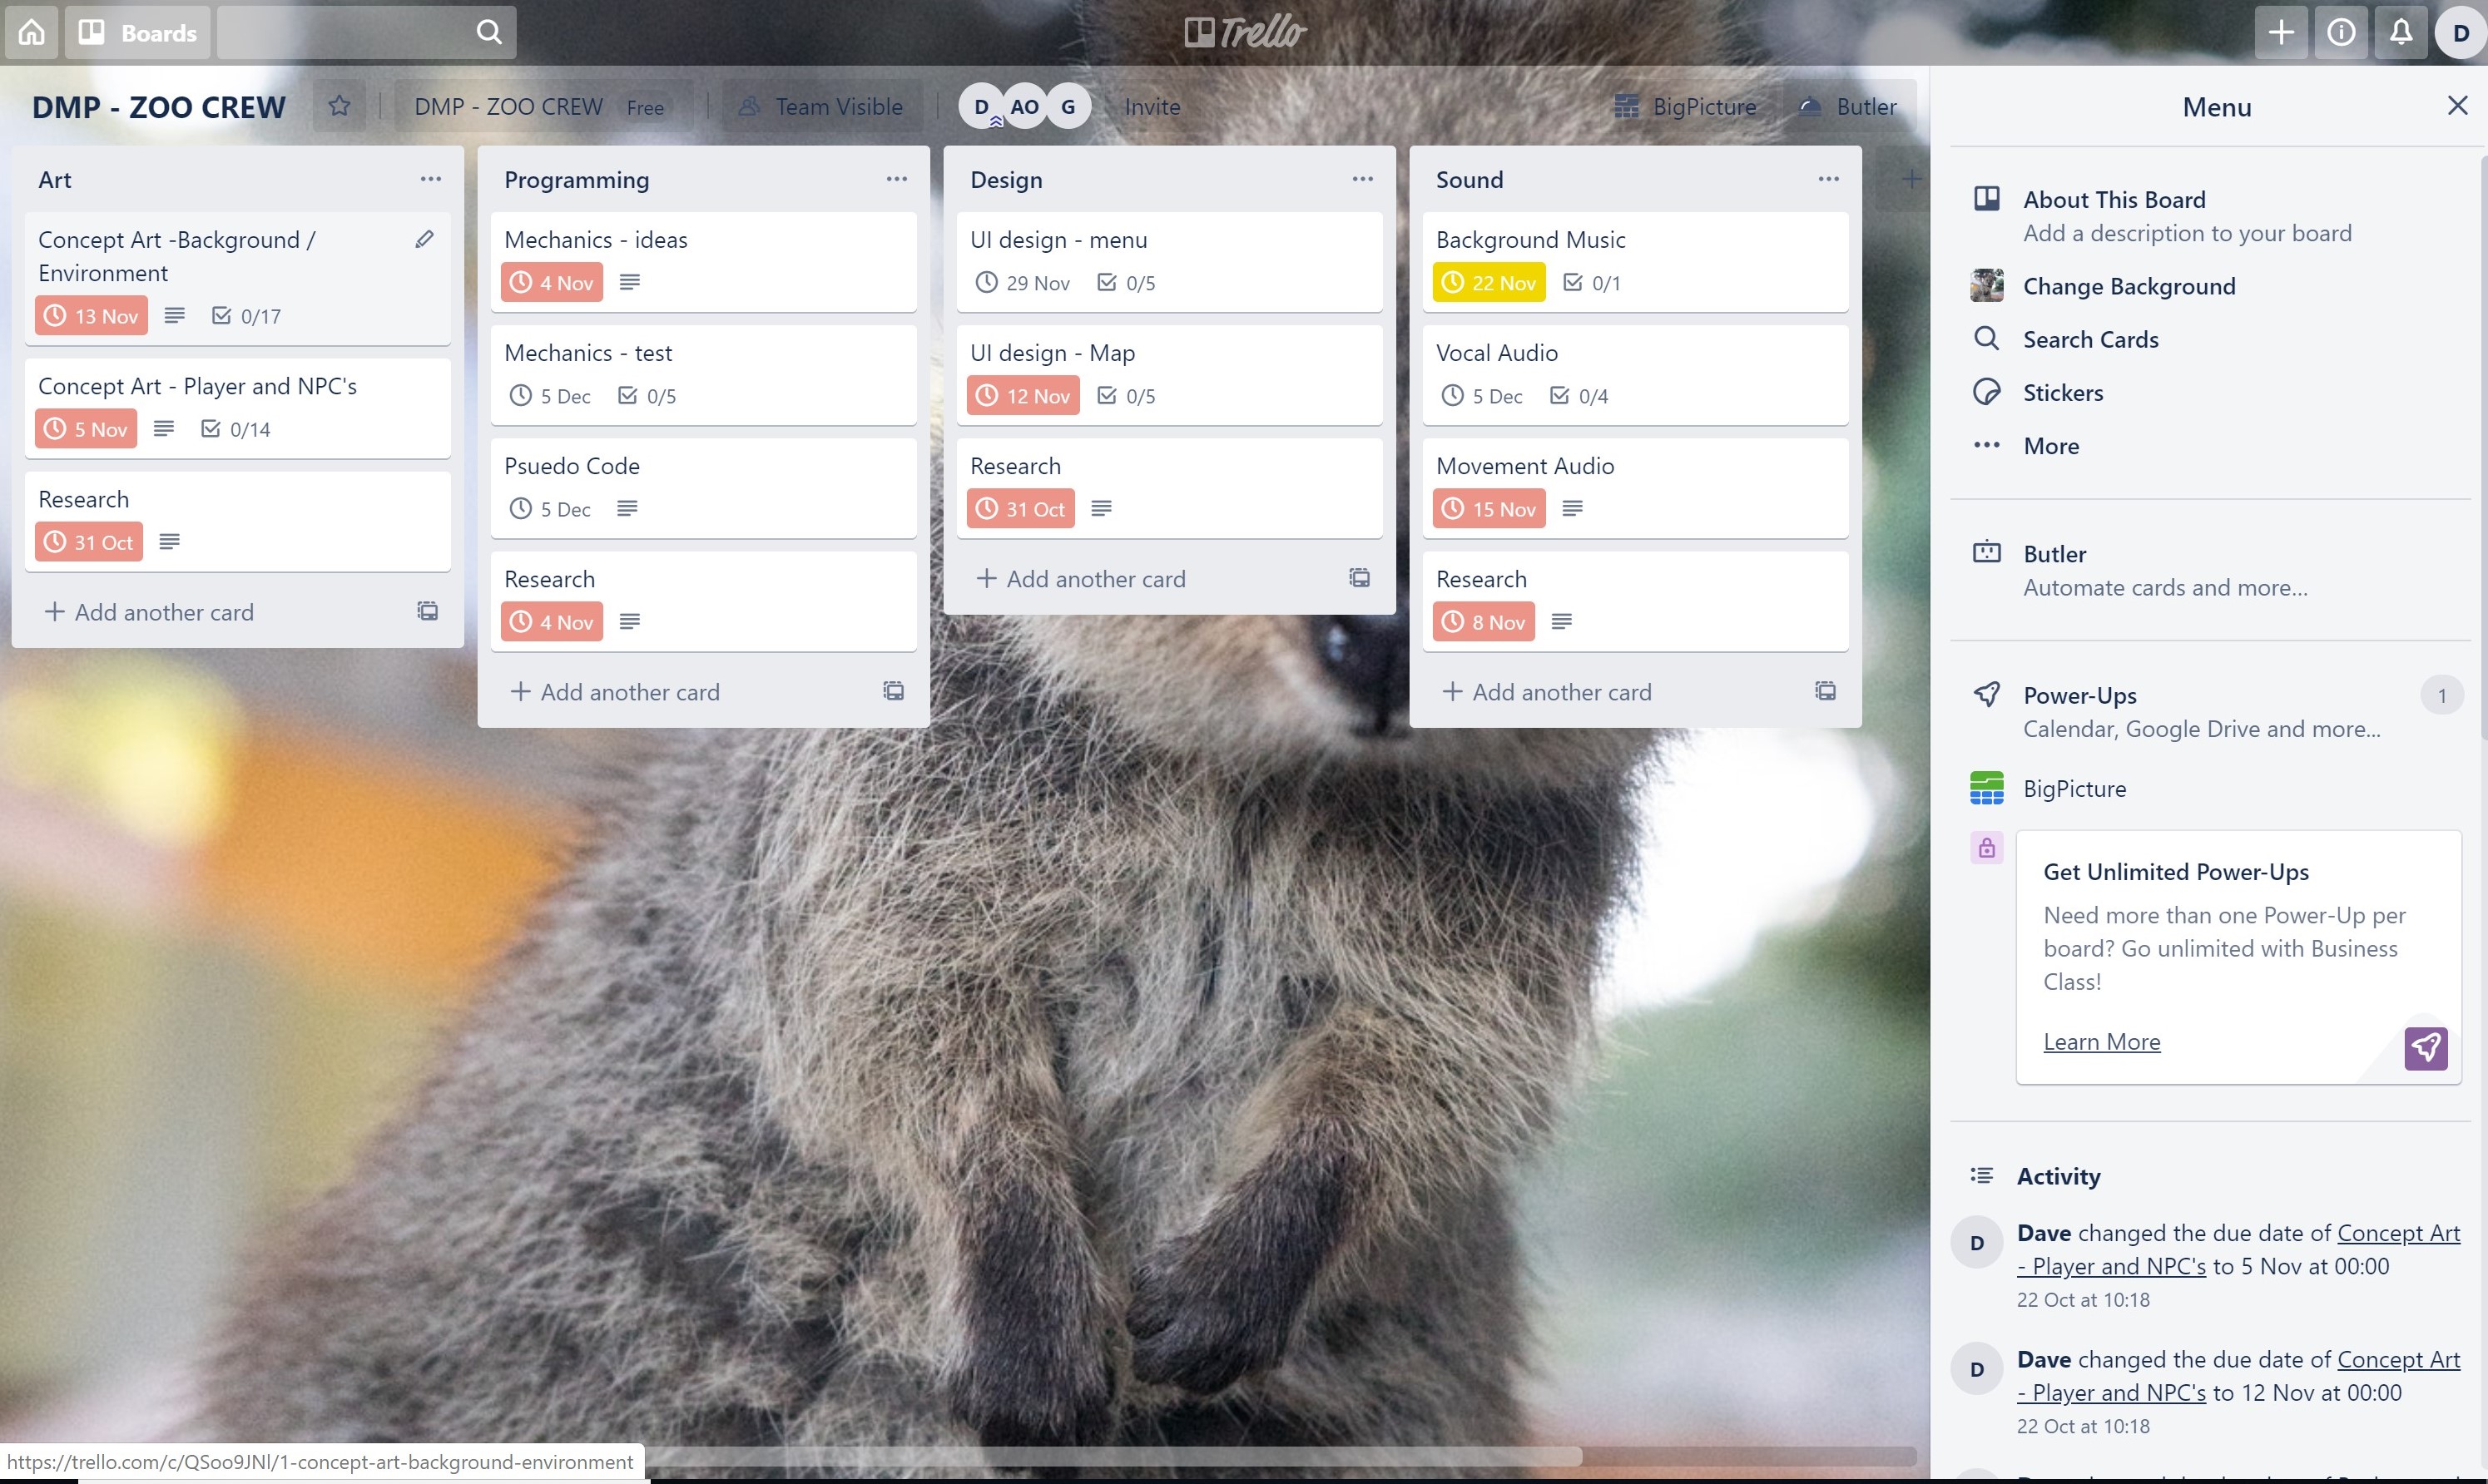 Boards
Trello
D
DMP - ZOO CREW
DMP - ZOO CREW Free
Team Visible
D AO G
Invite
BigPicture
Butler
Art
Concept Art -Background /
Environment
13 Nov 0/17
Concept Art - Player and NPC's
5 Nov 0/14
Research
31 Oct
+ Add another card
Programming
Mechanics - ideas
4 Nov
Mechanics - test
5 Dec 0/5
Psuedo Code
5 Dec
Research
4 Nov
+ Add another card
Design
UI design - menu
29 Nov 0/5
UI design - Map
12 Nov 0/5
Research
31 Oct
+ Add another card
Sound
Background Music
22 Nov 0/1
Vocal Audio
5 Dec 0/4
Movement Audio
15 Nov
Research
8 Nov
+ Add another card
Menu
About This Board
Add a description to your board
Change Background
Search Cards
Stickers
More
Butler
Automate cards and more...
Power-Ups 1
Calendar, Google Drive and more...
BigPicture
Get Unlimited Power-Ups
Need more than one Power-Up per
board? Go unlimited with Business
Class!
Learn More
Activity
D
Dave changed the due date of Concept Art
- Player and NPC's to 5 Nov at 00:00
22 Oct at 10:18
D
Dave changed the due date of Concept Art
- Player and NPC's to 12 Nov at 00:00
22 Oct at 10:18
https://trello.com/c/QSoo9JNl/1-concept-art-background-environment